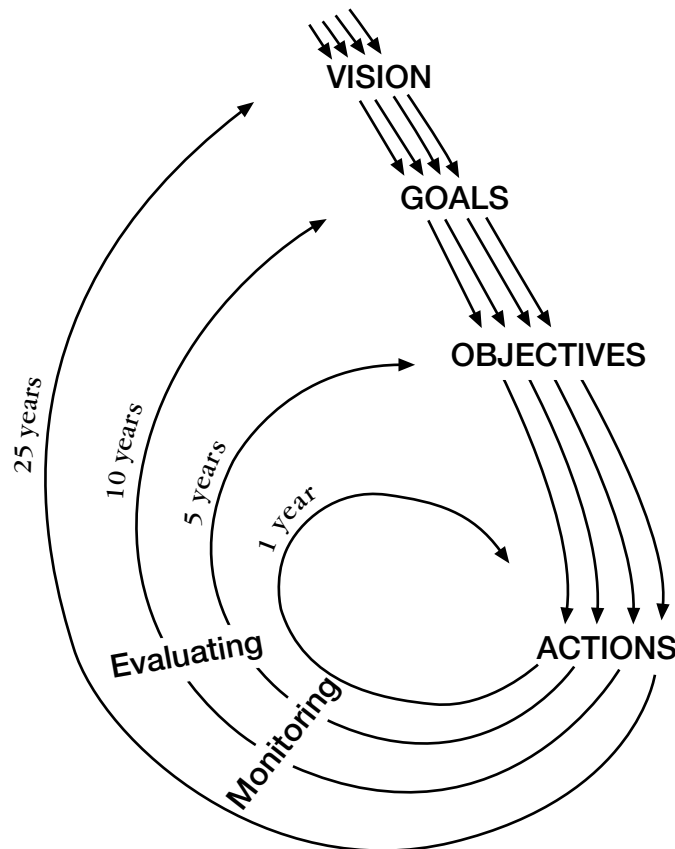 VISION
GOALS
OBJECTIVES
25 years
10 years
5 years
1 year
Evaluating
ACTIONS
Monitoring